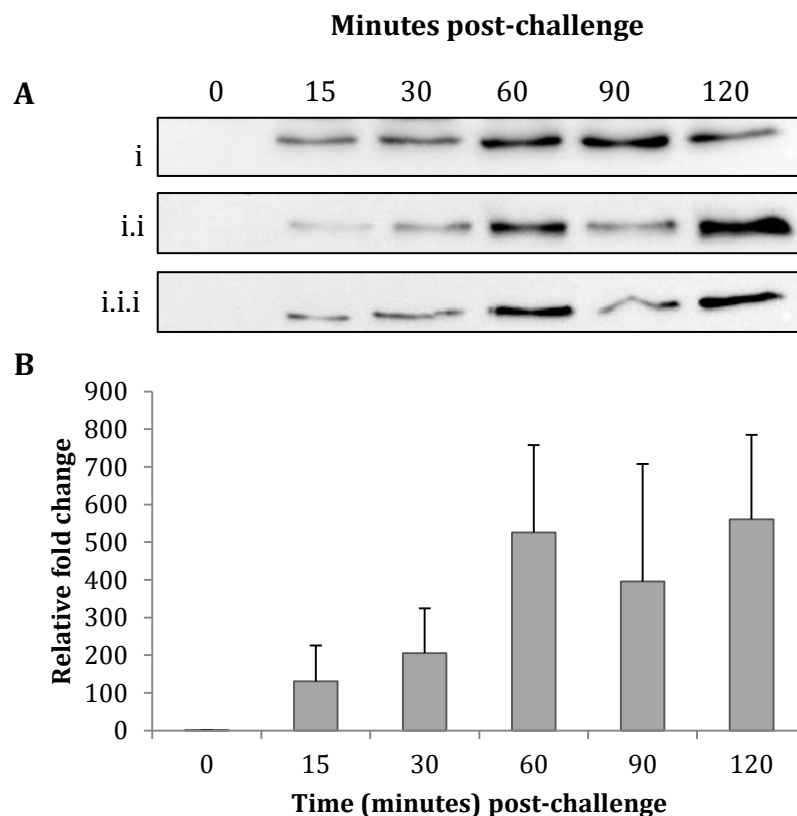 Minutes post-challenge
A 0 15 30 60 90 120
i
i.i
i.i.i
B
900
800
700
600
500
400
300
200
100
0
Relative fold change
0 15 30 60 90 120
Time (minutes) post-challenge